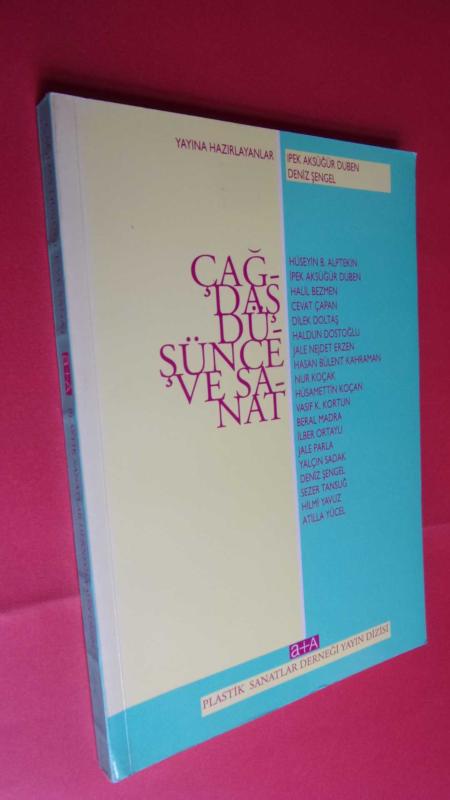 YAYINA HAZIRLAYANLAR
İPEK AKSÜĞÜR DUBEN
DENİZ ŞENGEL
ÇAĞ-
DAŞ
DÜ-
ŞÜNCE
VE SA-
NAT
HÜSEYİN B. ALPTEKİN
İPEK AKSÜĞÜR DUBEN
HALİL BEZMEN
CEVAT ÇAPAN
DİLEK DOLTAŞ
HALDUN DOSTOĞLU
JALE NEJDET ERZEN
HASAN BÜLENT KAHRAMAN
NUR KOÇAK
HÜSAMETTİN KOÇAN
VASIF K. KORTUN
BERAL MADRA
İLBER ORTAYLI
JALE PARLA
YALÇIN SADAK
DENİZ ŞENGEL
SEZER TANSUĞ
HİLMİ YAVUZ
ATİLLA YÜCEL
a+A
PLASTİK SANATLAR DERNEĞİ YAYIN DİZİSİ